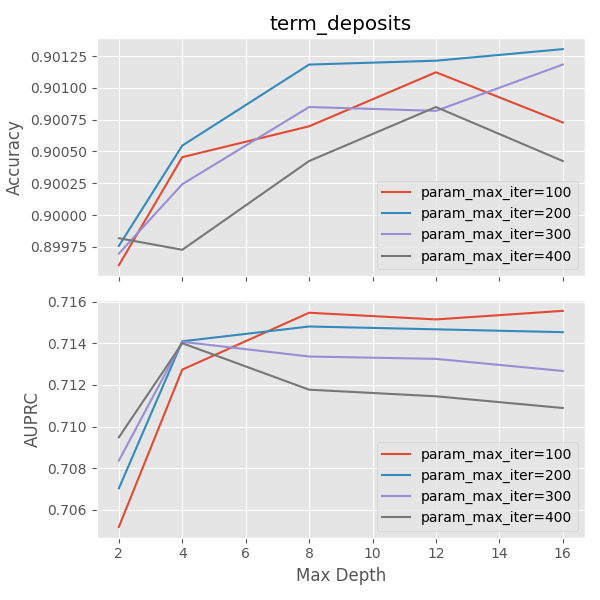 term_deposits
Accuracy
0.90125
0.90100
0.90075
0.90050
0.90025
0.90000
0.89975
param_max_iter=100
param_max_iter=200
param_max_iter=300
param_max_iter=400
AUPRC
0.716
0.714
0.712
0.710
0.708
0.706
param_max_iter=100
param_max_iter=200
param_max_iter=300
param_max_iter=400
2 4 6 8 10 12 14 16
Max Depth